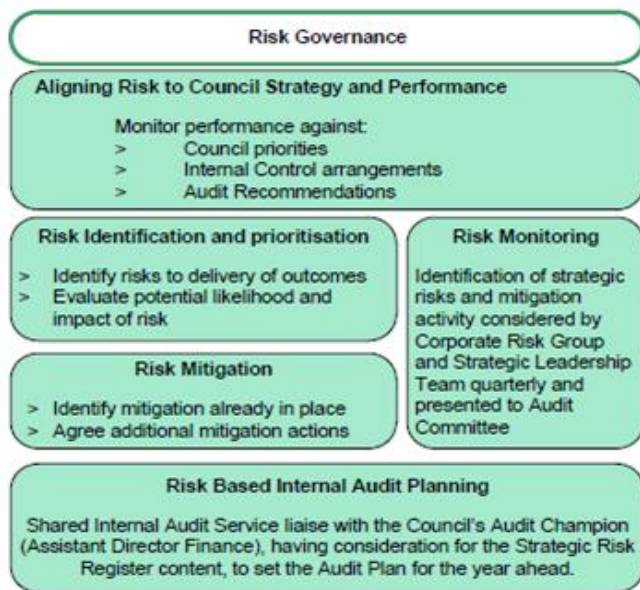 Risk Governance
Aligning Risk to Council Strategy and Performance
Monitor performance against:
> Council priorities
> Internal Control arrangements
> Audit Recommendations
Risk Identification and prioritisation
> Identify risks to delivery of outcomes
> Evaluate potential likelihood and
impact of risk
Risk Mitigation
> Identify mitigation already in place
> Agree additional mitigation actions
Risk Monitoring
Identification of strategic
risks and mitigation
activity considered by
Corporate Risk Group
and Strategic Leadership
Team quarterly and
presented to Audit
Committee
Risk Based Internal Audit Planning
Shared Internal Audit Service liaise with the Council's Audit Champion
(Assistant Director Finance), having consideration for the Strategic Risk
Register content, to set the Audit Plan for the year ahead.